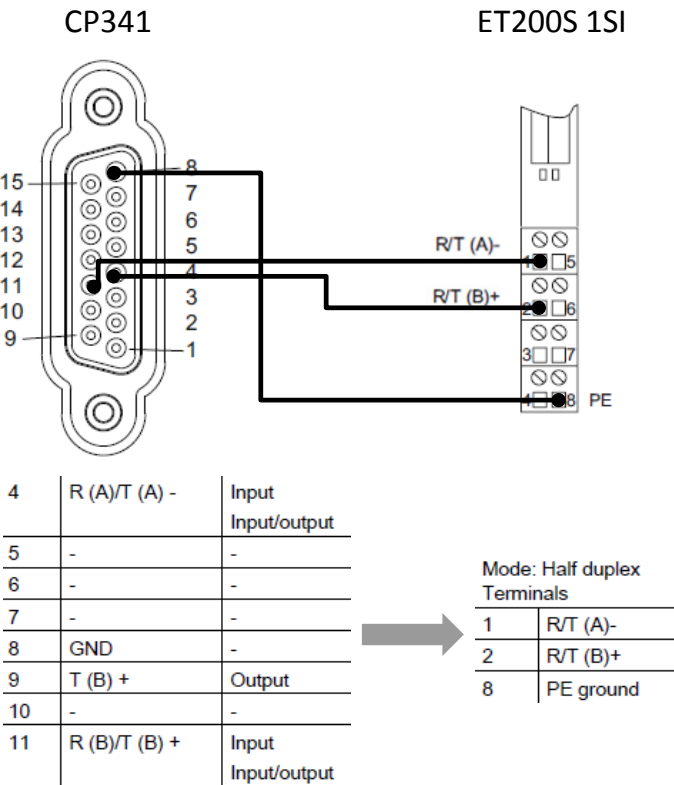 CP341 ET200S 1SI
15 8
14 7
13 6
12 5
11 4
10 3
9 2
1
R/T (A)- 1 5
R/T (B)+ 2 6
3 7
4 8 PE
4 R (A)/T (A) - Input
Input/output
5 - -
6 - -
7 - -
8 GND -
9 T (B) + Output
10 - -
11 R (B)/T (B) + Input
Input/output
Mode: Half duplex
Terminals
1 R/T (A)-
2 R/T (B)+
8 PE ground